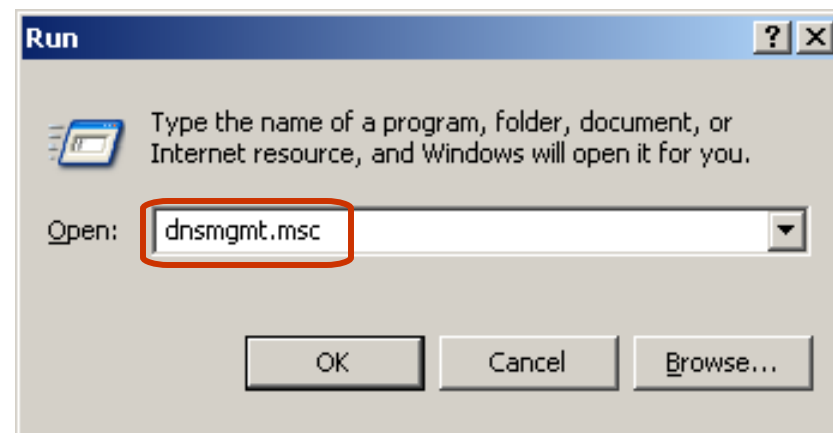 Run
Type the name of a program, folder, document, or
Internet resource, and Windows will open it for you.
Open: dnsmgmt.msc
OK Cancel Browse...